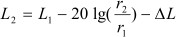 L₂ = L₁ − 20 lg(r₂/r₁) − ΔL